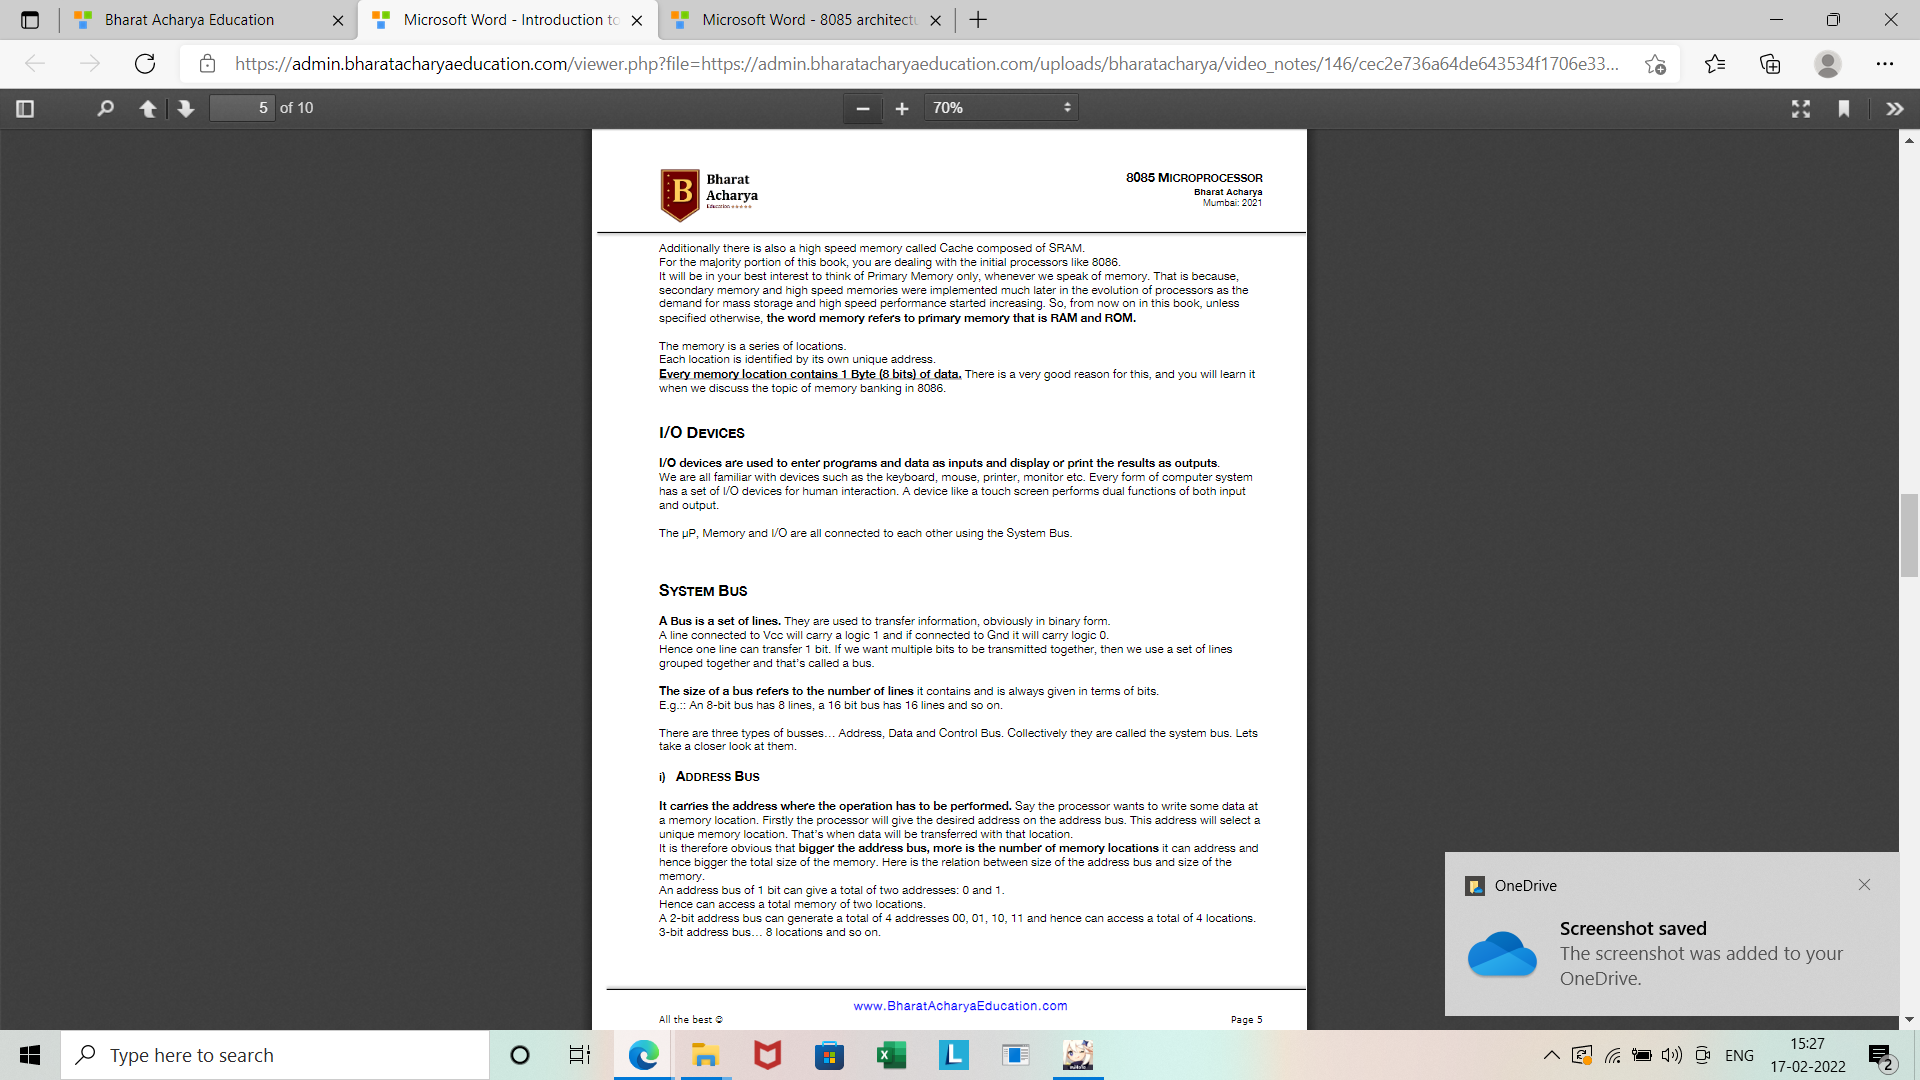 Bharat Acharya Education
Microsoft Word - Introduction to
Microsoft Word - 8085 architectu
https://admin.bharatacharyaeducation.com/viewer.php?file=https://admin.bharatacharyaeducation.com/uploads/bharatacharya/video_notes/146/cec2e736a64de643534f1706e33...
5 of 10
70%
B
Bharat
Acharya
Education
8085 MICROPROCESSOR
Bharat Acharya
Mumbai: 2021
Additionally there is also a high speed memory called Cache composed of SRAM.
For the majority portion of this book, you are dealing with the initial processors like 8086.
It will be in your best interest to think of Primary Memory only, whenever we speak of memory. That is because,
secondary memory and high speed memories were implemented much later in the evolution of processors as the
demand for mass storage and high speed performance started increasing. So, from now on in this book, unless
specified otherwise, the word memory refers to primary memory that is RAM and ROM.
The memory is a series of locations.
Each location is identified by its own unique address.
Every memory location contains 1 Byte (8 bits) of data. There is a very good reason for this, and you will learn it
when we discuss the topic of memory banking in 8086.
I/O DEVICES
I/O devices are used to enter programs and data as inputs and display or print the results as outputs.
We are all familiar with devices such as the keyboard, mouse, printer, monitor etc. Every form of computer system
has a set of I/O devices for human interaction. A device like a touch screen performs dual functions of both input
and output.
The µP, Memory and I/O are all connected to each other using the System Bus.
SYSTEM BUS
A Bus is a set of lines. They are used to transfer information, obviously in binary form.
A line connected to Vcc will carry a logic 1 and if connected to Gnd it will carry logic 0.
Hence one line can transfer 1 bit. If we want multiple bits to be transmitted together, then we use a set of lines
grouped together and that's called a bus.
The size of a bus refers to the number of lines it contains and is always given in terms of bits.
E.g.:: An 8-bit bus has 8 lines, a 16 bit bus has 16 lines and so on.
There are three types of busses... Address, Data and Control Bus. Collectively they are called the system bus. Lets
take a closer look at them.
i) ADDRESS BUS
It carries the address where the operation has to be performed. Say the processor wants to write some data at
a memory location. Firstly the processor will give the desired address on the address bus. This address will select a
unique memory location. That's when data will be transferred with that location.
It is therefore obvious that bigger the address bus, more is the number of memory locations it can address and
hence bigger the total size of the memory. Here is the relation between size of the address bus and size of the
memory.
An address bus of 1 bit can give a total of two addresses: 0 and 1.
Hence can access a total memory of two locations.
A 2-bit address bus can generate a total of 4 addresses 00, 01, 10, 11 and hence can access a total of 4 locations.
3-bit address bus... 8 locations and so on.
www.BharatAcharyaEducation.com
All the best ☺
Page 5
OneDrive
Screenshot saved
The screenshot was added to your
OneDrive.
Type here to search
L
ENG
15:27
17-02-2022
2